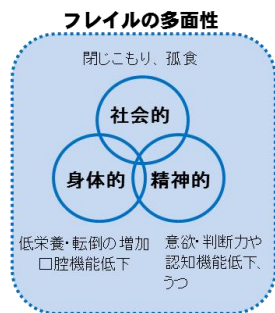 フレイルの多面性
閉じこもり、孤食
社会的
身体的
精神的
低栄養・転倒の増加
口腔機能低下
意欲・判断力や
認知機能低下、
うつ